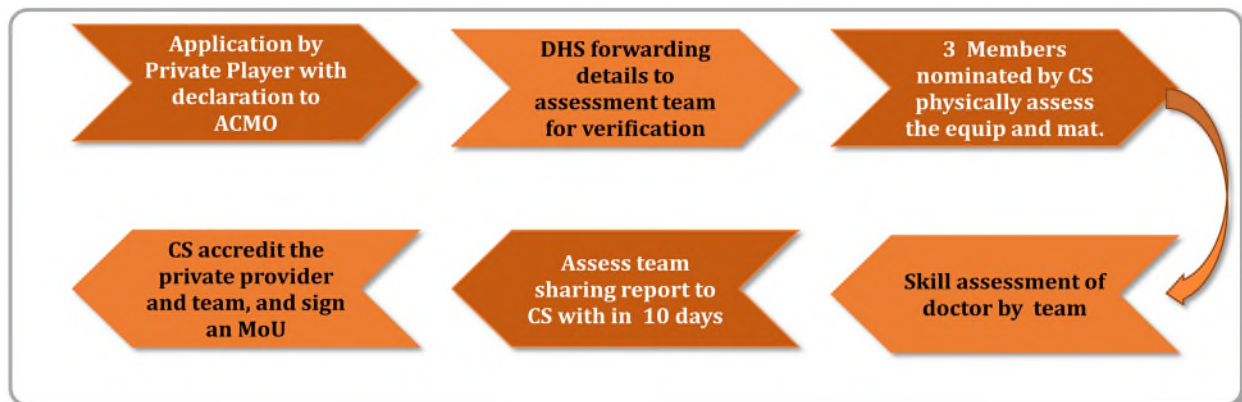 Application by
Private Player with
declaration to
ACMO
DHS forwarding
details to
assessment team
for verification
3 Members
nominated by CS
physically assess
the equip and mat.
Skill assessment of
doctor by team
Assess team
sharing report to
CS with in 10 days
CS accredit the
private provider
and team, and sign
an MoU